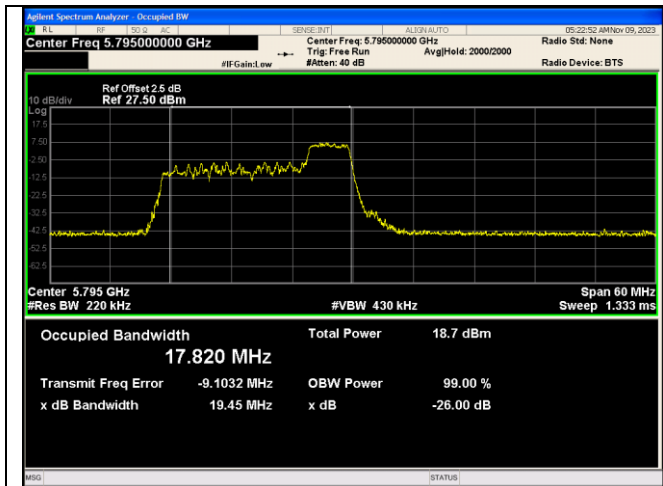 Agilent Spectrum Analyzer - Occupied BW
RL RF 50 Ω AC SENSE:INT ALIGN AUTO 05:22:52 AM Nov 09, 2023
Center Freq 5.795000000 GHz Center Freq: 5.795000000 GHz Radio Std: None
Trig: Free Run Avg|Hold: 2000/2000
#IFGain:Low #Atten: 40 dB Radio Device: BTS
Ref Offset 2.5 dB
10 dB/div Ref 27.50 dBm
Log
17.5
7.50
-2.50
-12.5
-22.5
-32.5
-42.5
-52.5
-62.5
Center 5.795 GHz Span 60 MHz
#Res BW 220 kHz #VBW 430 kHz Sweep 1.333 ms
Occupied Bandwidth Total Power 18.7 dBm
17.820 MHz
Transmit Freq Error -9.1032 MHz OBW Power 99.00 %
x dB Bandwidth 19.45 MHz x dB -26.00 dB
MSG STATUS